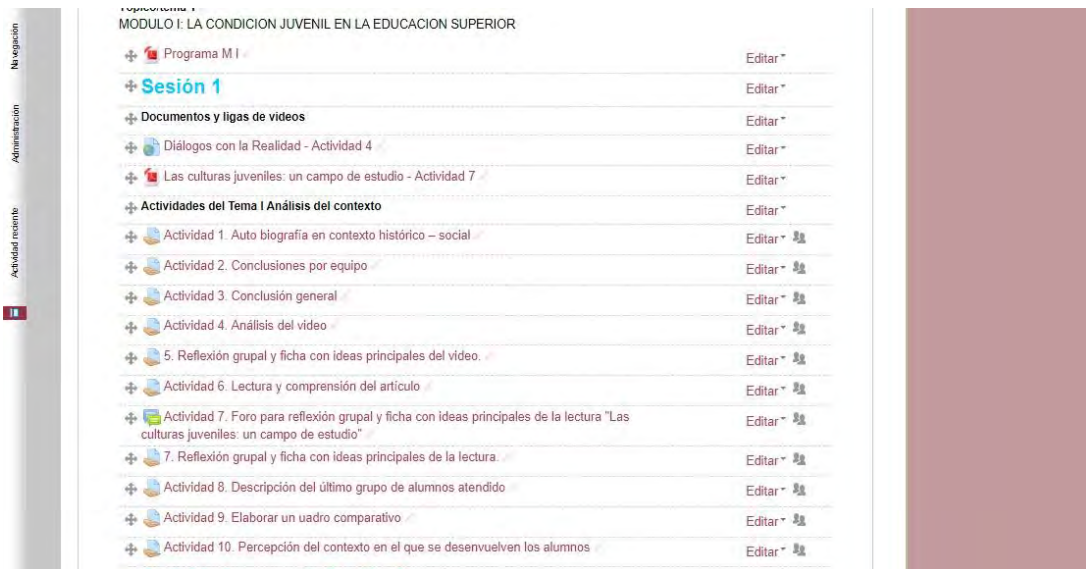 Tópico/tema 1
MODULO I: LA CONDICION JUVENIL EN LA EDUCACION SUPERIOR
Programa M I
Editar
Sesión 1
Editar
Documentos y ligas de videos
Editar
Diálogos con la Realidad - Actividad 4
Editar
Las culturas juveniles: un campo de estudio - Actividad 7
Editar
Actividades del Tema I Análisis del contexto
Editar
Actividad 1. Auto biografía en contexto histórico – social
Editar
Actividad 2. Conclusiones por equipo
Editar
Actividad 3. Conclusión general
Editar
Actividad 4. Análisis del video
Editar
5. Reflexión grupal y ficha con ideas principales del video.
Editar
Actividad 6. Lectura y comprensión del artículo
Editar
Actividad 7. Foro para reflexión grupal y ficha con ideas principales de la lectura "Las
culturas juveniles: un campo de estudio"
Editar
7. Reflexión grupal y ficha con ideas principales de la lectura.
Editar
Actividad 8. Descripción del último grupo de alumnos atendido
Editar
Actividad 9. Elaborar un uadro comparativo
Editar
Actividad 10. Percepción del contexto en el que se desenvuelven los alumnos
Editar
Navegación
Administración
Actividad reciente